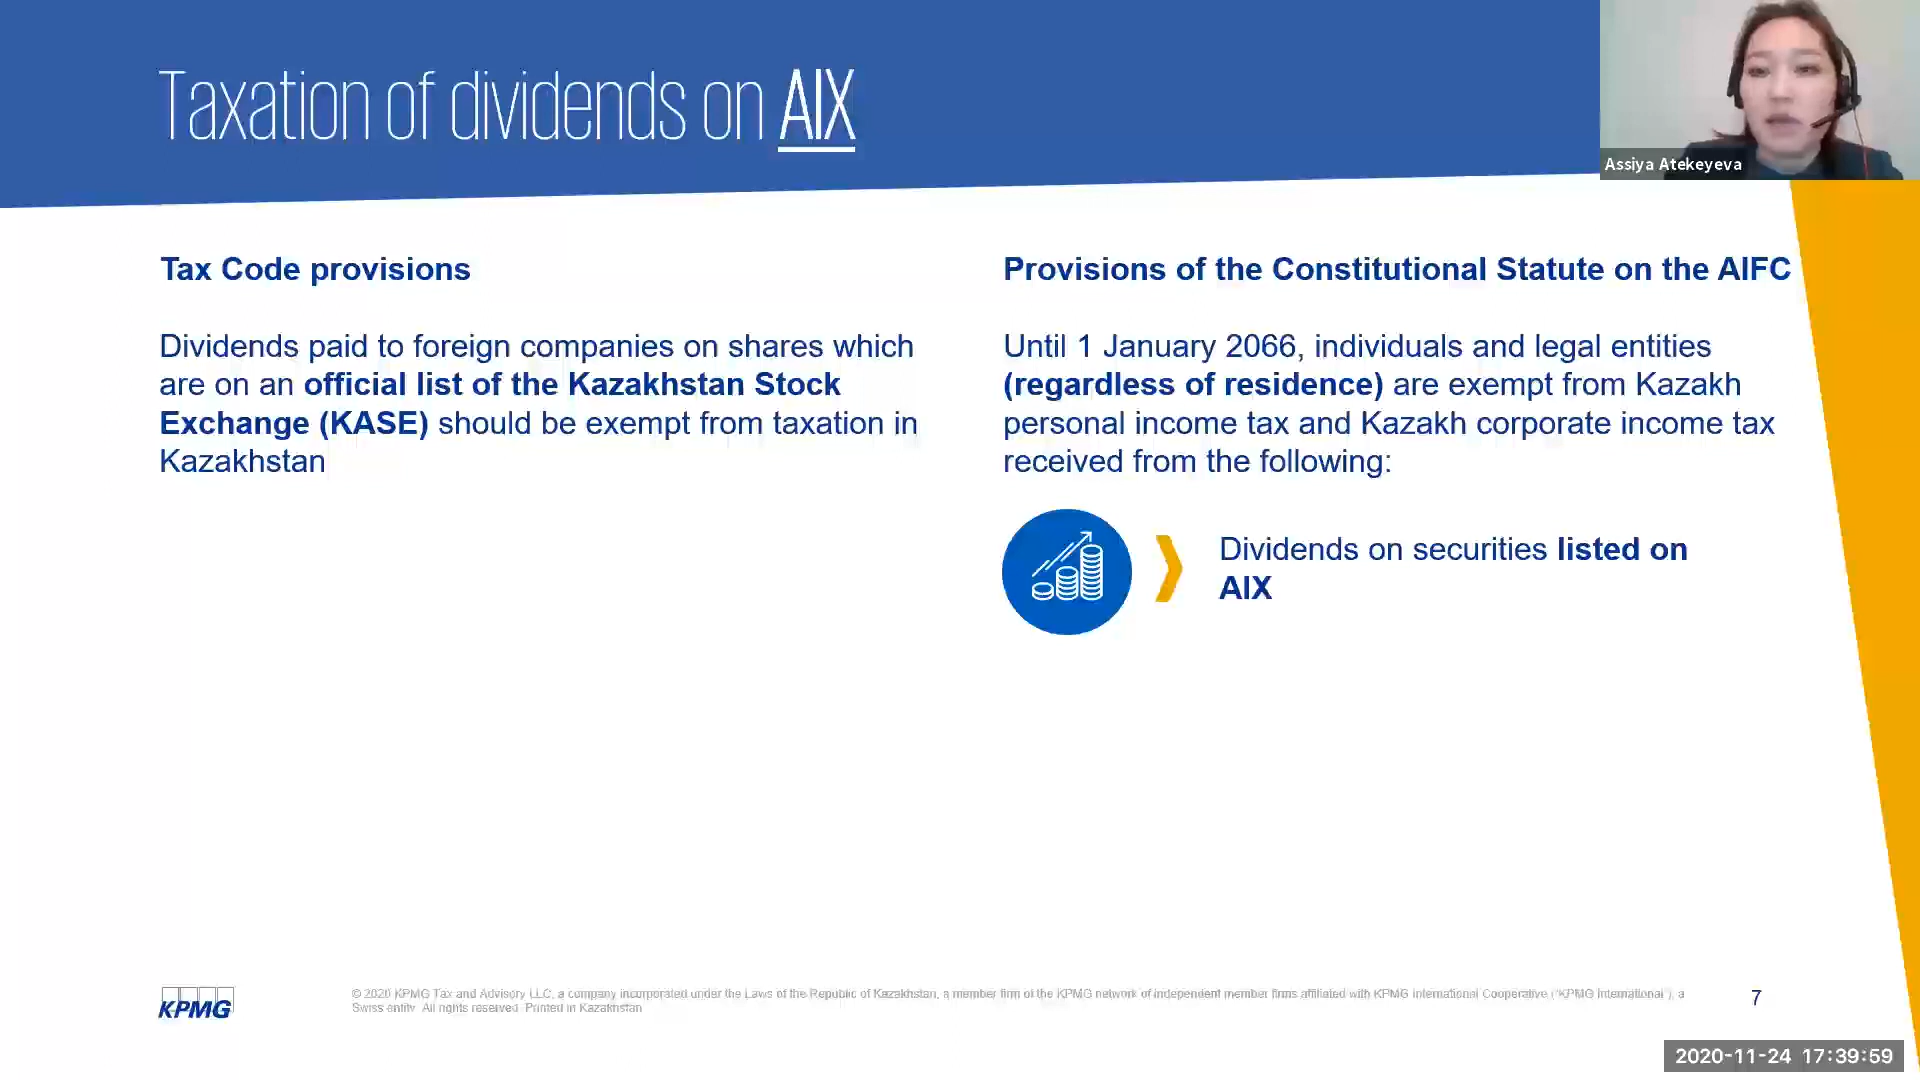 Taxation of dividends on AIX
Assiya Atekeyeva
Tax Code provisions
Dividends paid to foreign companies on shares which
are on an official list of the Kazakhstan Stock
Exchange (KASE) should be exempt from taxation in
Kazakhstan
Provisions of the Constitutional Statute on the AIFC
Until 1 January 2066, individuals and legal entities
(regardless of residence) are exempt from Kazakh
personal income tax and Kazakh corporate income tax
received from the following:
Dividends on securities listed on
AIX
KPMG
© 2020 KPMG Tax and Advisory LLC, a company incorporated under the Laws of the Republic of Kazakhstan, a member firm of the KPMG network of independent member firms affiliated with KPMG International Cooperative ("KPMG International"), a
Swiss entity. All rights reserved. Printed in Kazakhstan
7
2020-11-24 17:39:59